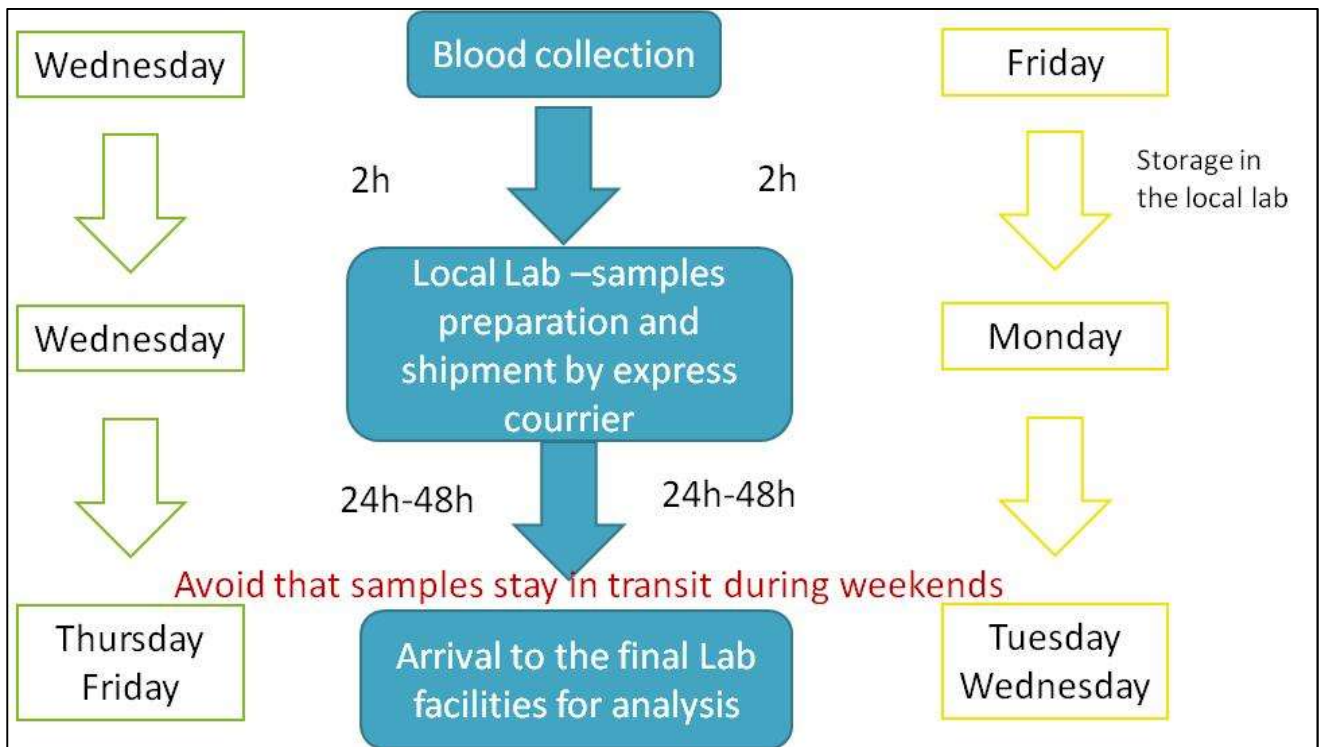 Wednesday
Blood collection
Friday
2h
2h
Storage in
the local lab
Wednesday
Local Lab –samples
preparation and
shipment by express
courrier
Monday
24h-48h
24h-48h
Avoid that samples stay in transit during weekends
Thursday
Friday
Arrival to the final Lab
facilities for analysis
Tuesday
Wednesday